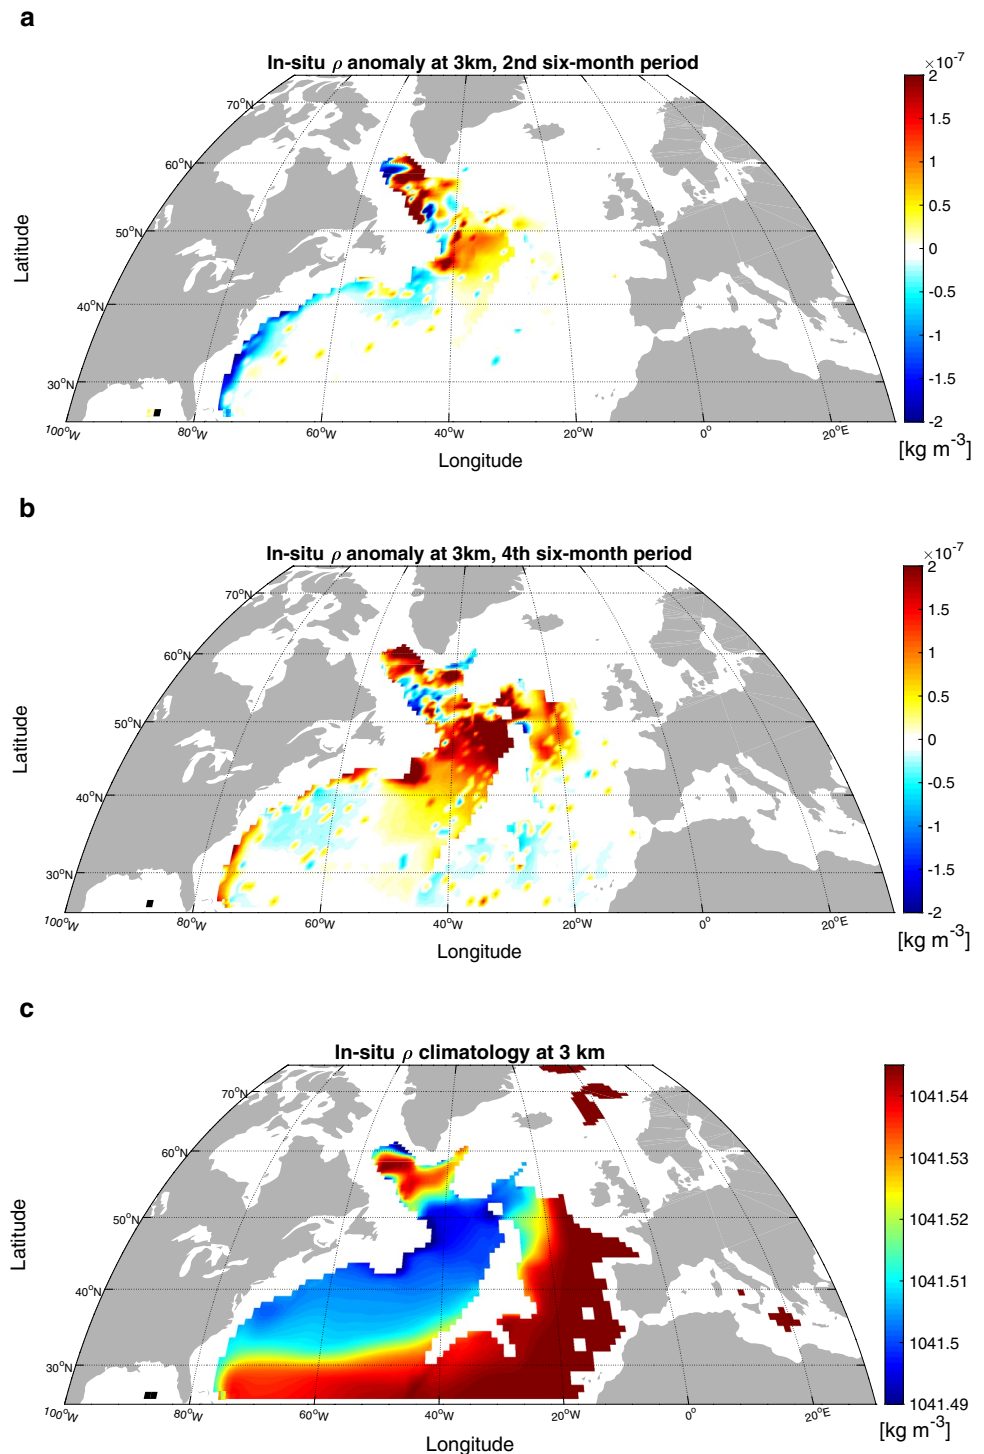 a
In-situ ρ anomaly at 3km, 2nd six-month period
×10⁻⁷
2
1.5
1
0.5
0
-0.5
-1
-1.5
-2
[kg m⁻³]
70°N
60°N
50°N
40°N
30°N
Latitude
100°W
80°W
60°W
40°W
20°W
0°
20°E
Longitude
b
In-situ ρ anomaly at 3km, 4th six-month period
×10⁻⁷
2
1.5
1
0.5
0
-0.5
-1
-1.5
-2
[kg m⁻³]
70°N
60°N
50°N
40°N
30°N
Latitude
100°W
80°W
60°W
40°W
20°W
0°
20°E
Longitude
c
In-situ ρ climatology at 3 km
1041.54
1041.53
1041.52
1041.51
1041.5
1041.49
[kg m⁻³]
70°N
60°N
50°N
40°N
30°N
Latitude
100°W
80°W
60°W
40°W
20°W
0°
20°E
Longitude